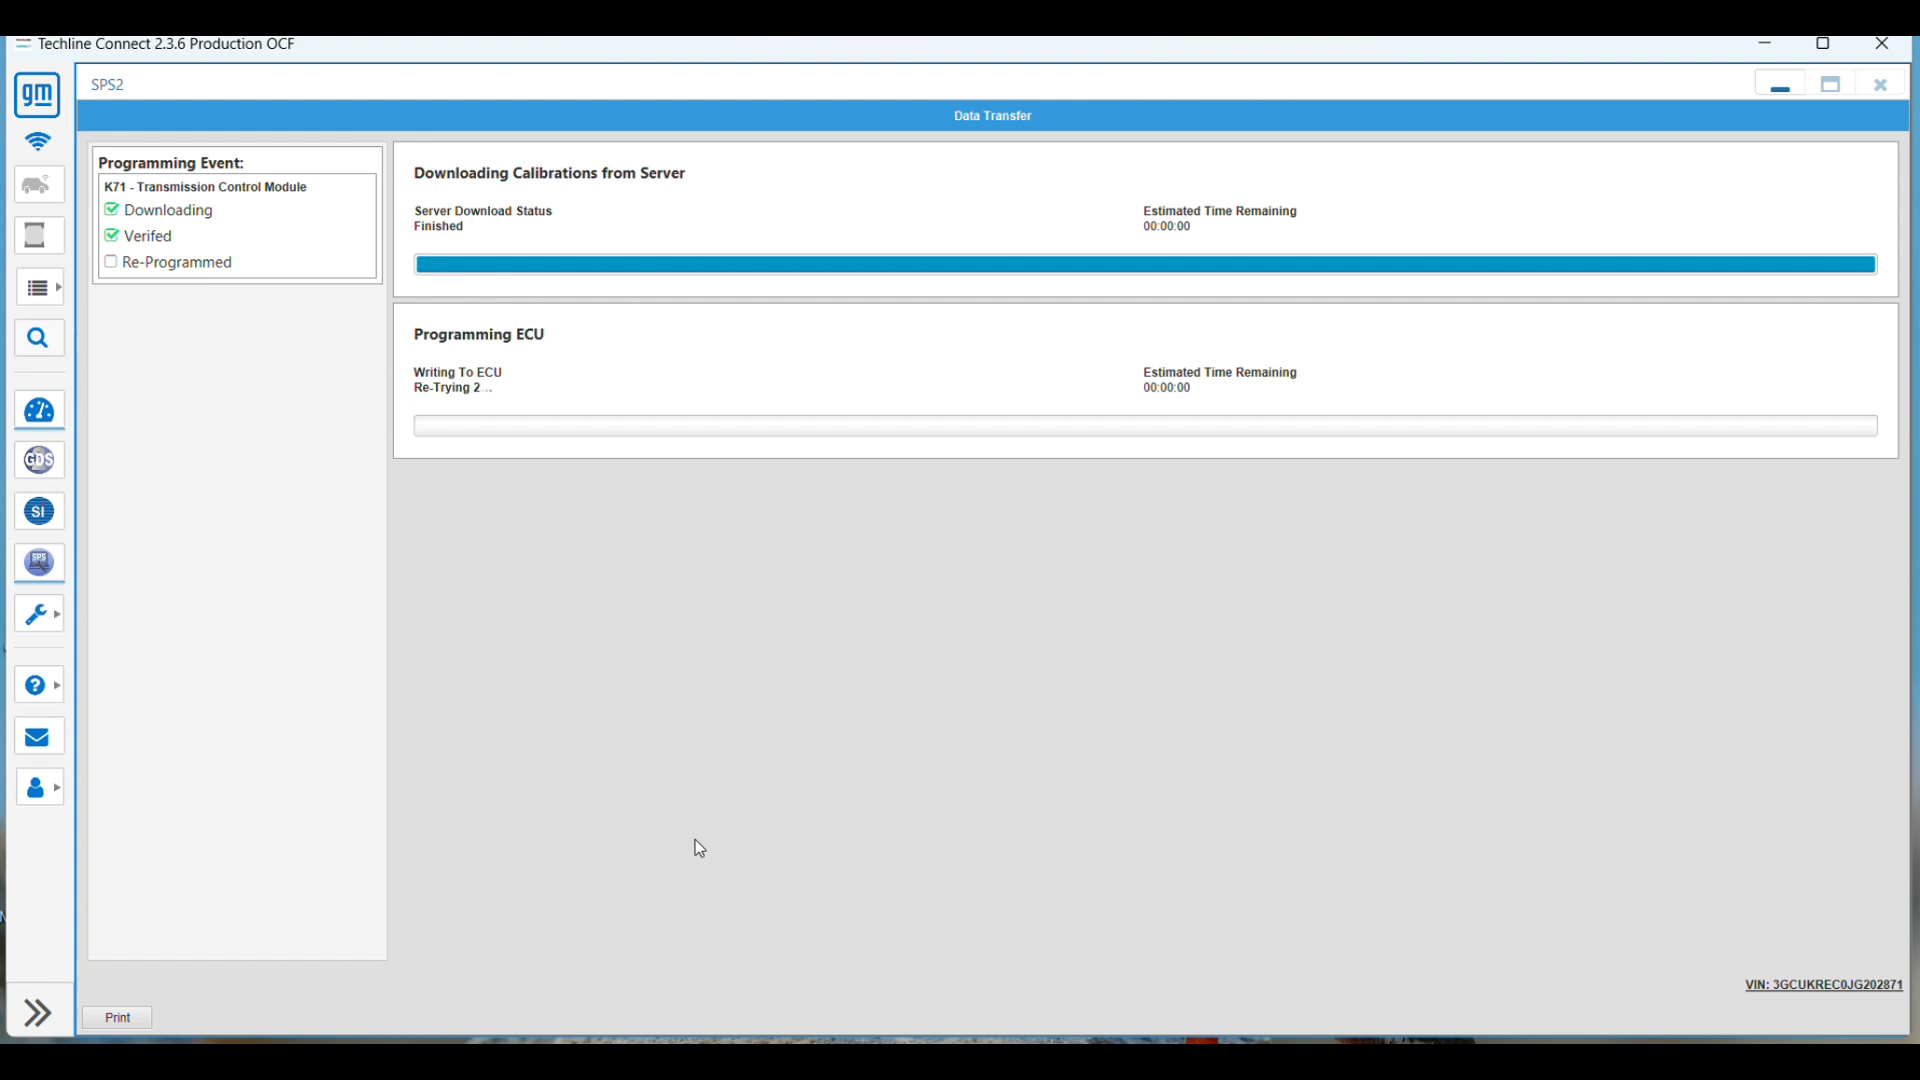 Techline Connect 2.3.6 Production OCF
gm
SPS2
Data Transfer
Programming Event:
K71 - Transmission Control Module
Downloading
Verifed
Re-Programmed
Downloading Calibrations from Server
Server Download Status
Finished
Estimated Time Remaining
00:00:00
Programming ECU
Writing To ECU
Re-Trying 2...
Estimated Time Remaining
00:00:00
GDS
SI
SPS
VIN: 3GCUKREC0JG202871
Print